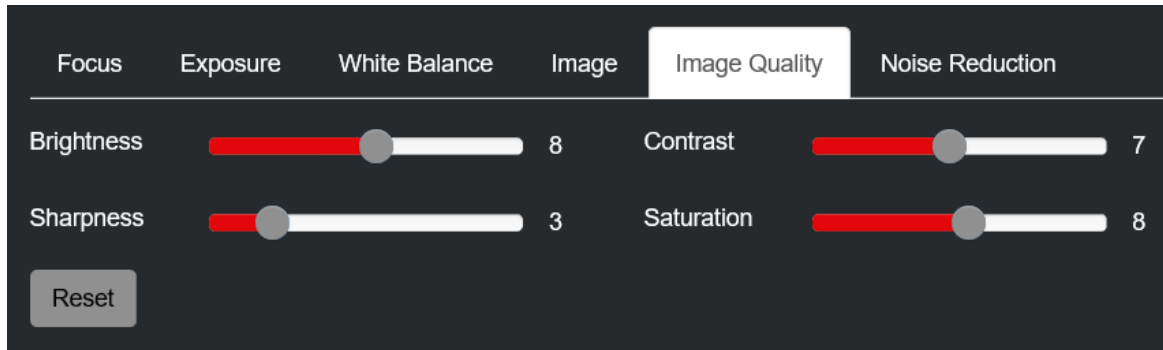 Focus Exposure White Balance Image Image Quality Noise Reduction
Brightness 8 Contrast 7
Sharpness 3 Saturation 8
Reset